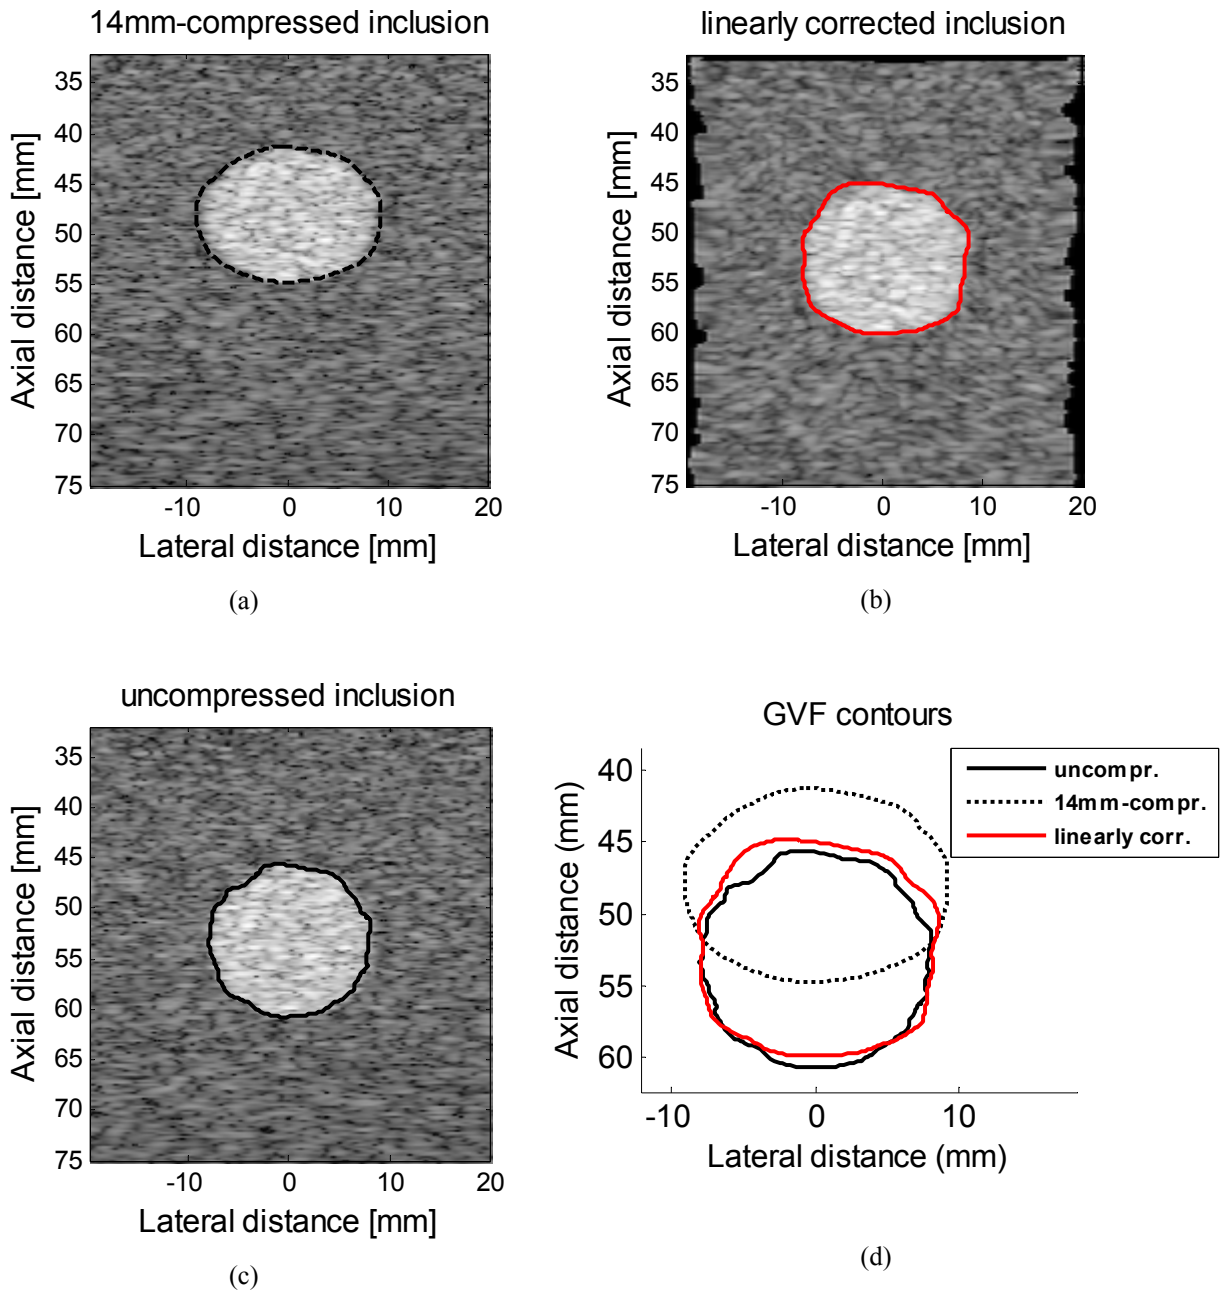 14mm-compressed inclusion
35
40
45
50
55
60
65
70
75
-10
0
10
20
Axial distance [mm]
Lateral distance [mm]
(a)
linearly corrected inclusion
35
40
45
50
55
60
65
70
75
-10
0
10
20
Axial distance [mm]
Lateral distance [mm]
(b)
uncompressed inclusion
35
40
45
50
55
60
65
70
75
-10
0
10
20
Axial distance [mm]
Lateral distance [mm]
(c)
GVF contours
uncompr.
14mm-compr.
linearly corr.
40
45
50
55
60
-10
0
10
Axial distance (mm)
Lateral distance (mm)
(d)